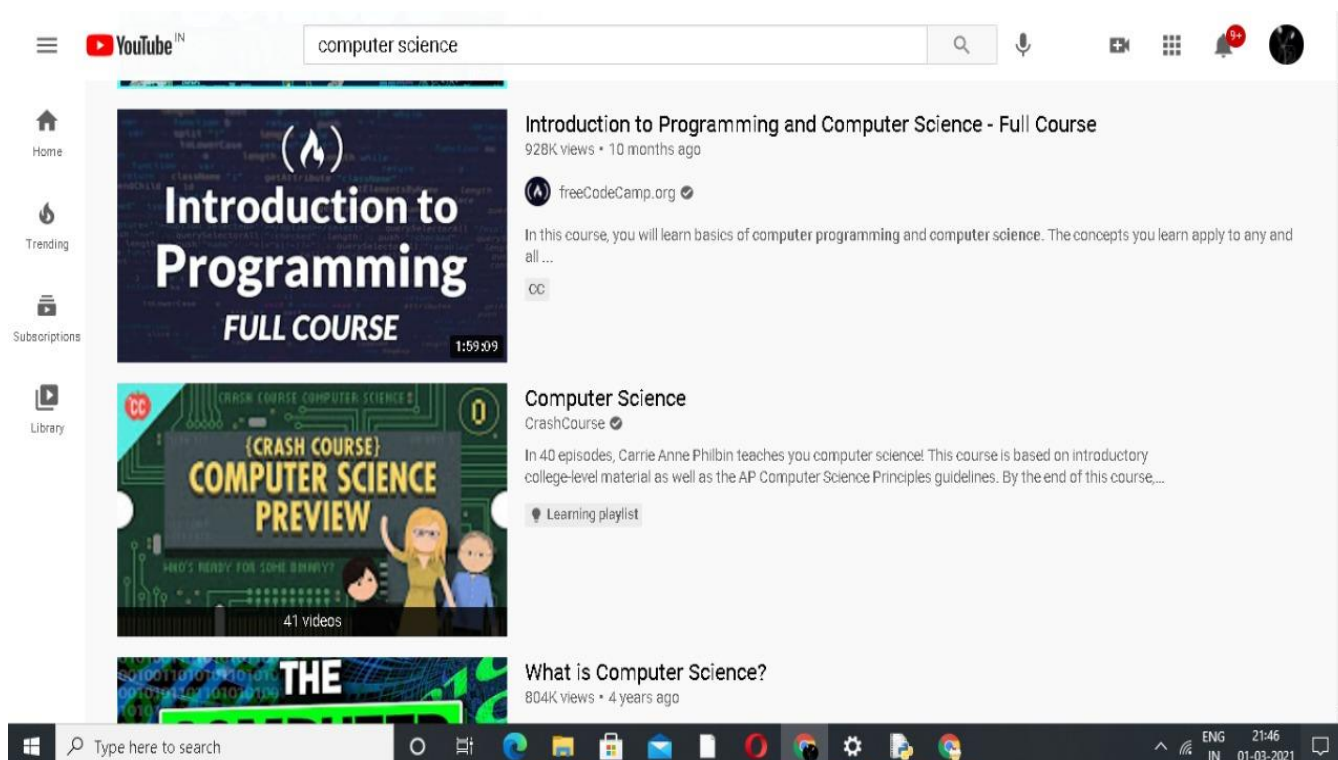 YouTube IN
computer science
9+
Home
Trending
Subscriptions
Library
Introduction to
Programming
FULL COURSE
1:59:09
Introduction to Programming and Computer Science - Full Course
928K views • 10 months ago
freeCodeCamp.org
In this course, you will learn basics of computer programming and computer science. The concepts you learn apply to any and
all ...
CC
CC
CRASH COURSE COMPUTER SCIENCE
0
{CRASH COURSE}
COMPUTER SCIENCE
PREVIEW
WHO'S READY FOR SOME BINARY?
41 videos
Computer Science
CrashCourse
In 40 episodes, Carrie Anne Philbin teaches you computer science! This course is based on introductory
college-level material as well as the AP Computer Science Principles guidelines. By the end of this course,...
Learning playlist
THE
COMPUTER
What is Computer Science?
804K views • 4 years ago
Type here to search
ENG
IN
21:46
01-03-2021